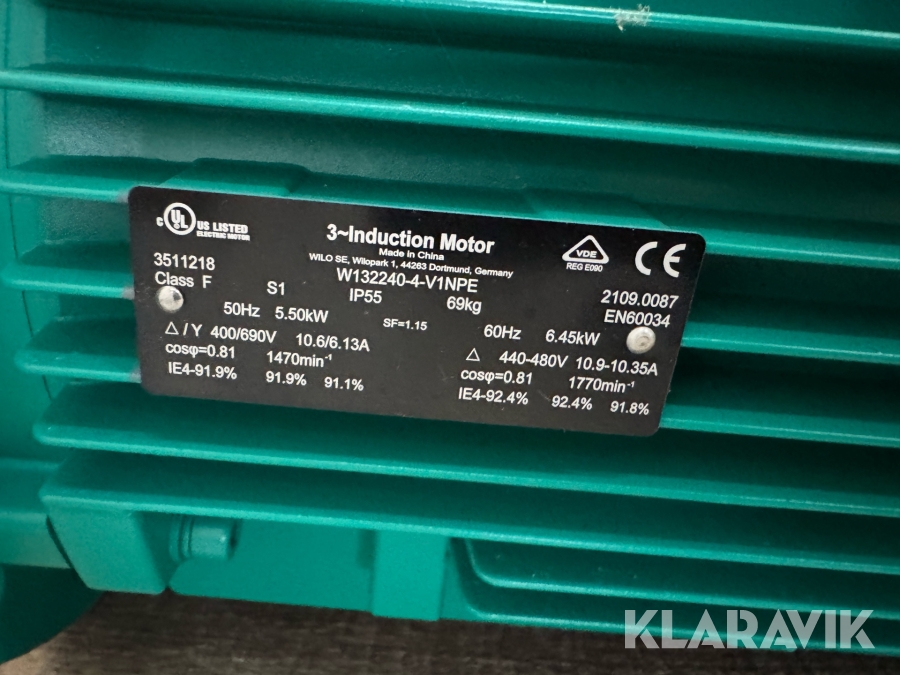 c UL US LISTED
ELECTRIC MOTOR
3~Induction Motor
Made in China
WILO SE, Wilopark 1, 44263 Dortmund, Germany
VDE
REG E090
CE
3511218
W132240-4-V1NPE
2109.0087
Class F S1 IP55 69kg EN60034
50Hz 5.50kW SF=1.15 60Hz 6.45kW
△/Y 400/690V 10.6/6.13A
△ 440-480V 10.9-10.35A
cosφ=0.81 1470min⁻¹
cosφ=0.81 1770min⁻¹
IE4-91.9% 91.9% 91.1%
IE4-92.4% 92.4% 91.8%
KLARAVIK